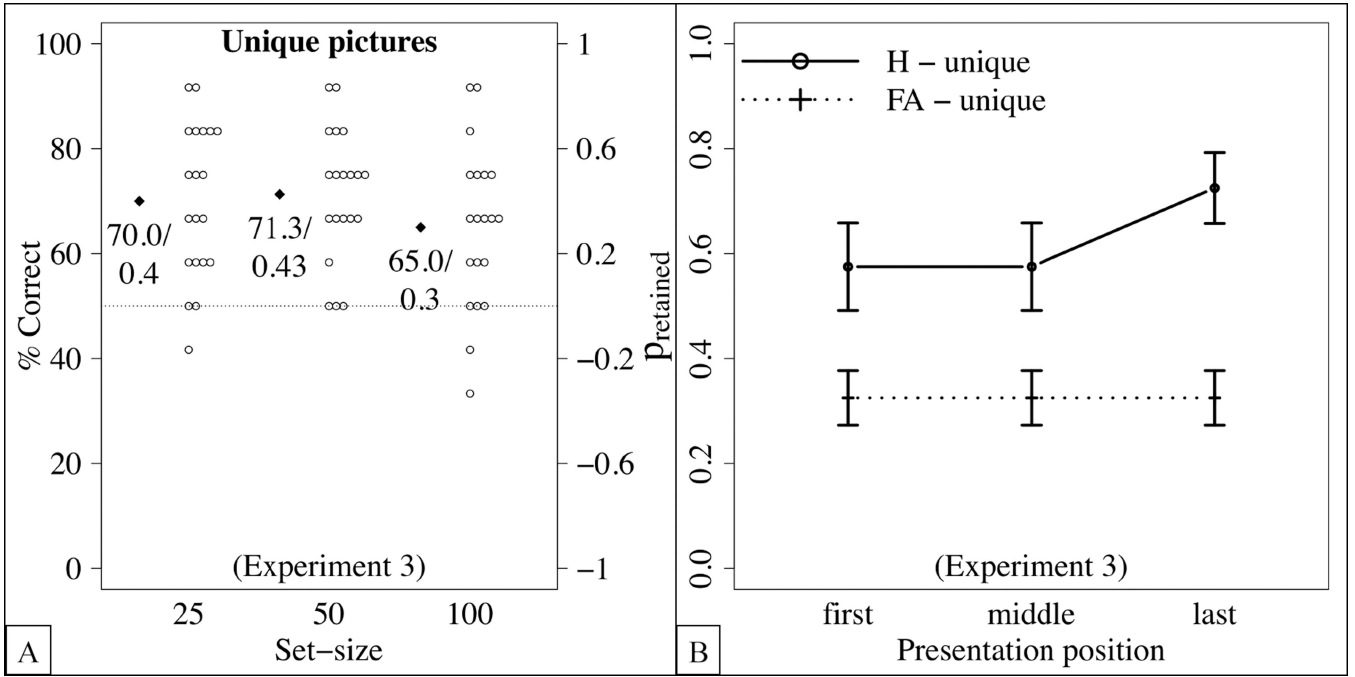 Unique pictures
100
80
60
40
20
0
% Correct
70.0/
0.4
71.3/
0.43
65.0/
0.3
1
0.6
0.2
−0.2
−0.6
−1
pretained
(Experiment 3)
25 50 100
Set−size
A
H − unique
FA − unique
1.0
0.8
0.6
0.4
0.2
0.0
(Experiment 3)
first middle last
Presentation position
B